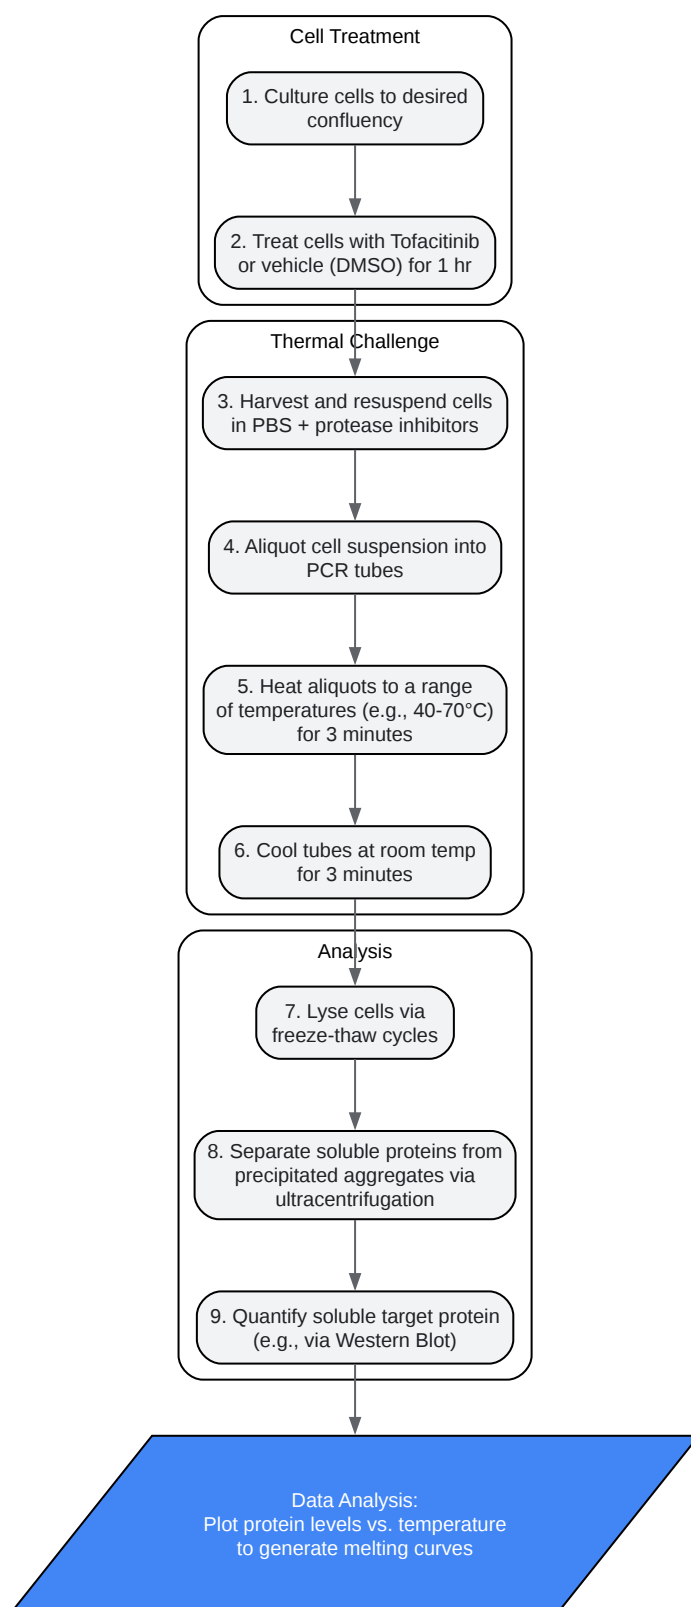 Cell Treatment
1. Culture cells to desired
confluency
2. Treat cells with Tofacitinib
or vehicle (DMSO) for 1 hr
Thermal Challenge
3. Harvest and resuspend cells
in PBS + protease inhibitors
4. Aliquot cell suspension into
PCR tubes
5. Heat aliquots to a range
of temperatures (e.g., 40-70°C)
for 3 minutes
6. Cool tubes at room temp
for 3 minutes
Analysis
7. Lyse cells via
freeze-thaw cycles
8. Separate soluble proteins from
precipitated aggregates via
ultracentrifugation
9. Quantify soluble target protein
(e.g., via Western Blot)
Data Analysis:
Plot protein levels vs. temperature
to generate melting curves